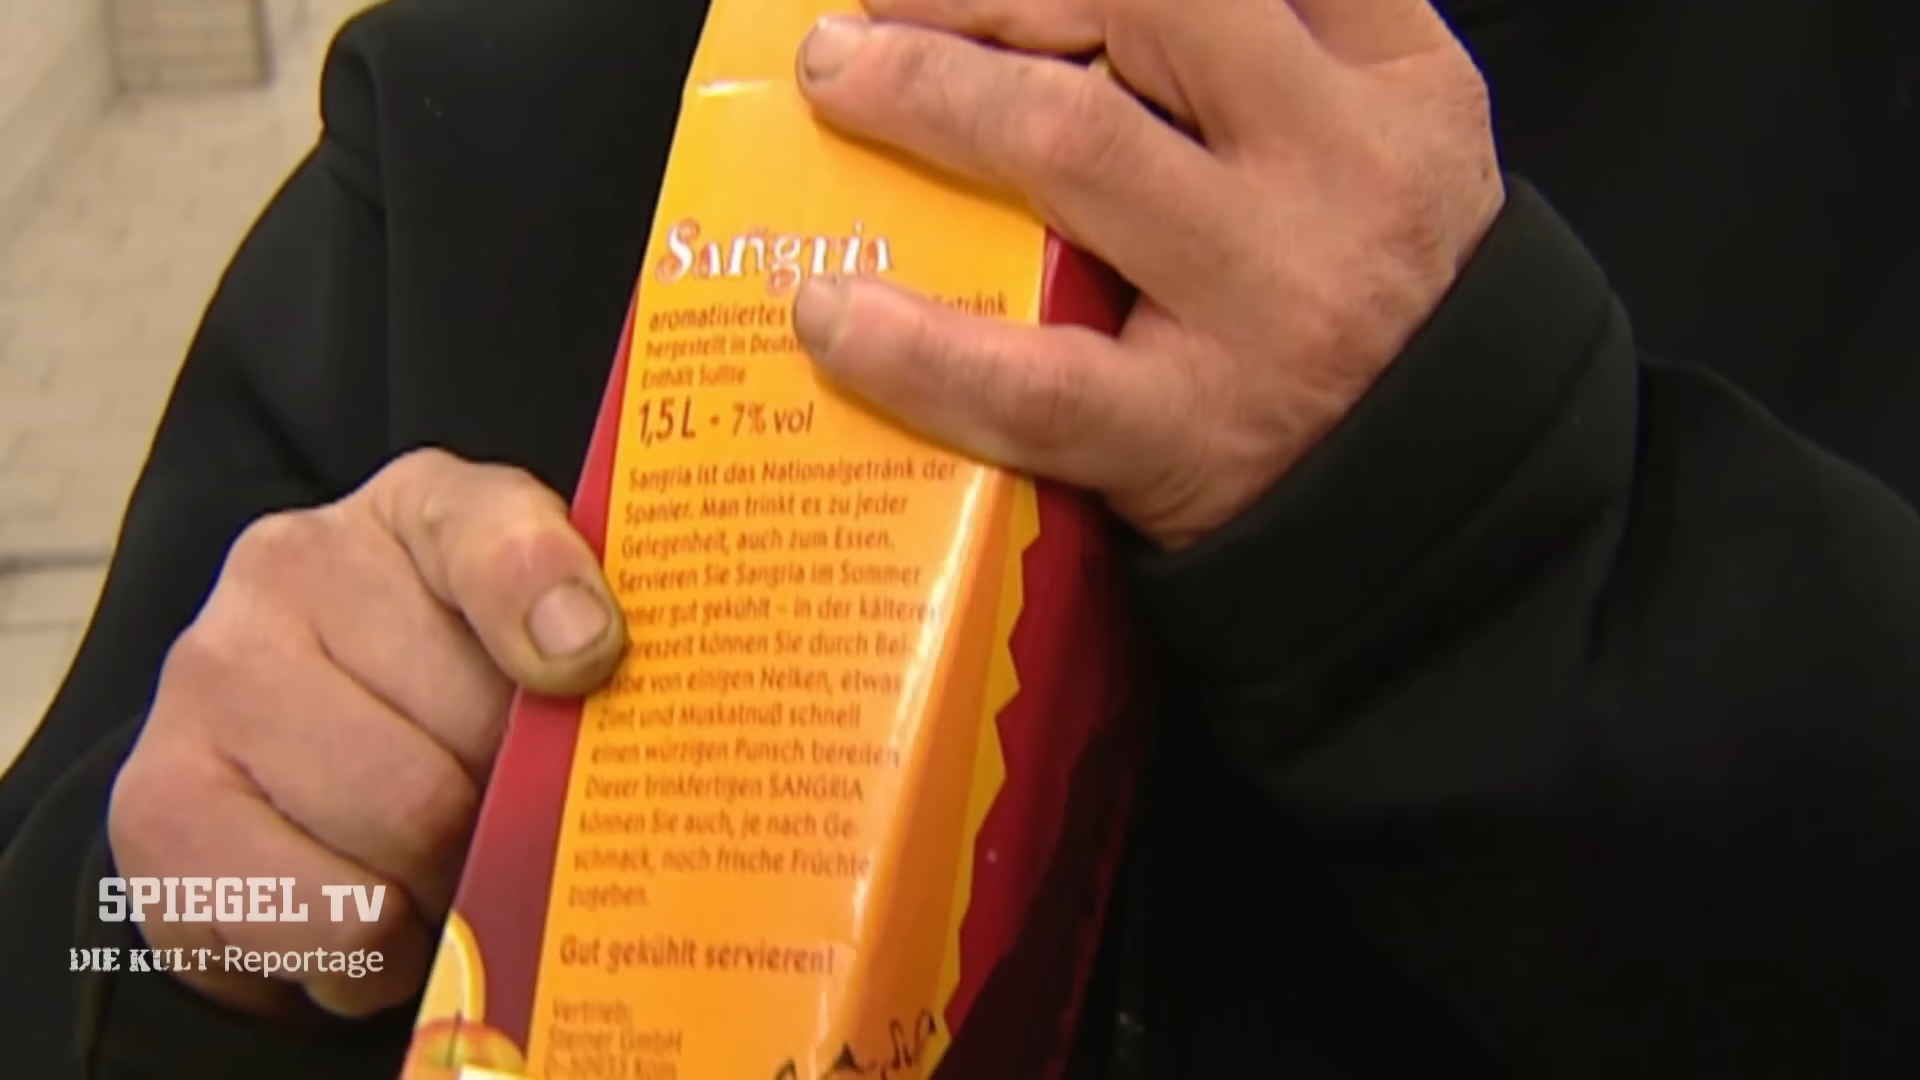 Sangria
aromatisiertes
hergestellt in
Enthält Sulfite
1,5 L • 7% vol
Sangria ist das Nationalgetränk der
Spanier. Man trinkt es zu jeder
Gelegenheit, auch zum Essen.
Servieren Sie Sangria im Sommer
gut gekühlt – in der kälteren
können Sie durch Bei-
von einigen Nelken, etwas
Zimt und Muskatnuß schnell
einen würzigen Punsch bereiten
Dieser trinkfertigen SANGRIA
können Sie auch, je nach Ge-
schmack, noch frische Früchte
zugeben.
Gut gekühlt servieren!
Vertrieb:
Steiner GmbH
SPIEGEL TV
DIE KULT-Reportage